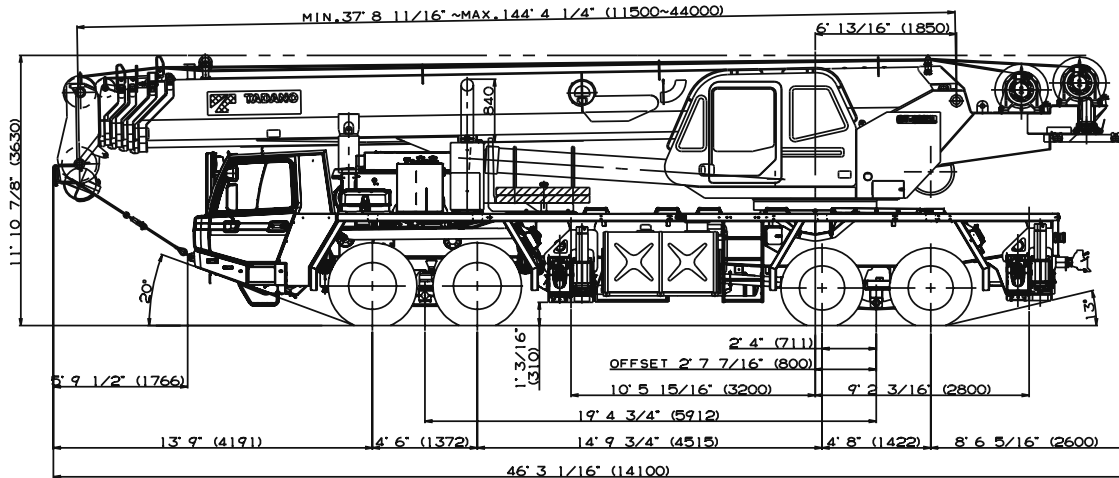 MIN.37' 8 11/16" ~MAX.144' 4 1/4" (11500~44000)
6' 13/16" (1850)
TADANO
840
11' 10 7/8" (3630)
20°
13°
1' 3/16"
(310)
2' 4" (711)
OFFSET 2' 7 7/16" (800)
5' 9 1/2" (1766)
10' 5 15/16" (3200)
9' 2 3/16" (2800)
19' 4 3/4" (5912)
13' 9" (4191)
4' 6" (1372)
14' 9 3/4" (4515)
4' 8" (1422)
8' 6 5/16" (2600)
46' 3 1/16" (14100)